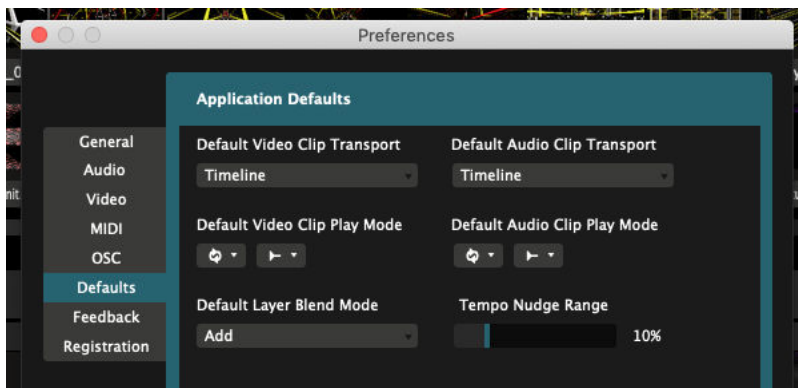 Preferences
Application Defaults
General
Audio
Video
MIDI
OSC
Defaults
Feedback
Registration
Default Video Clip Transport
Timeline
Default Audio Clip Transport
Timeline
Default Video Clip Play Mode
Default Audio Clip Play Mode
Default Layer Blend Mode
Add
Tempo Nudge Range
10%